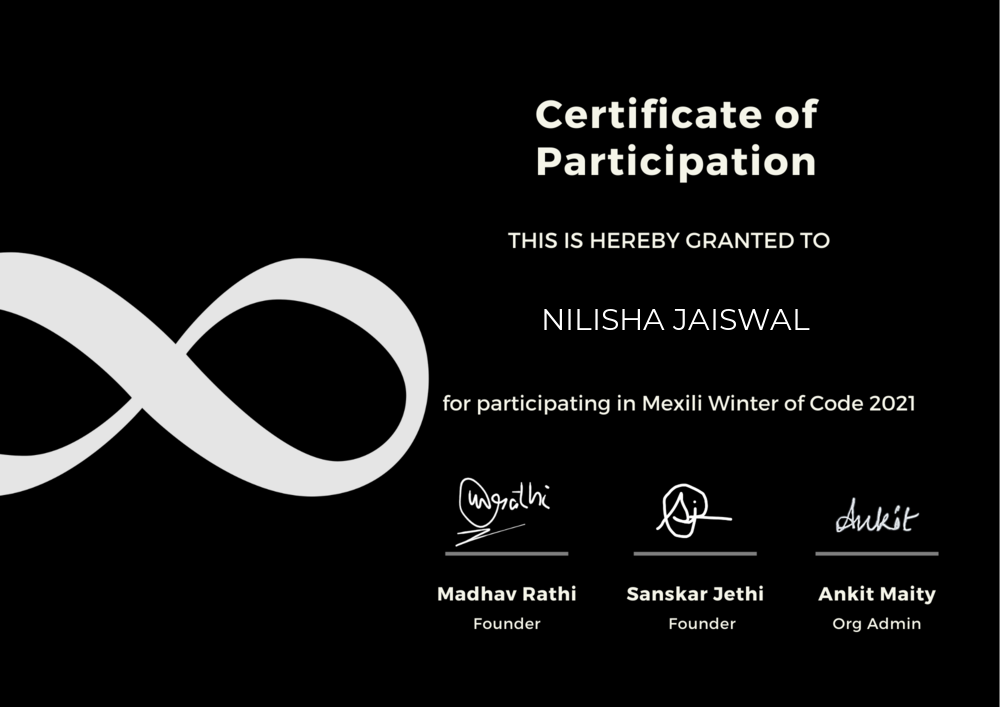 Certificate of
Participation
THIS IS HEREBY GRANTED TO
NILISHA JAISWAL
for participating in Mexili Winter of Code 2021
Ankit
Madhav Rathi
Sanskar Jethi
Ankit Maity
Founder
Founder
Org Admin